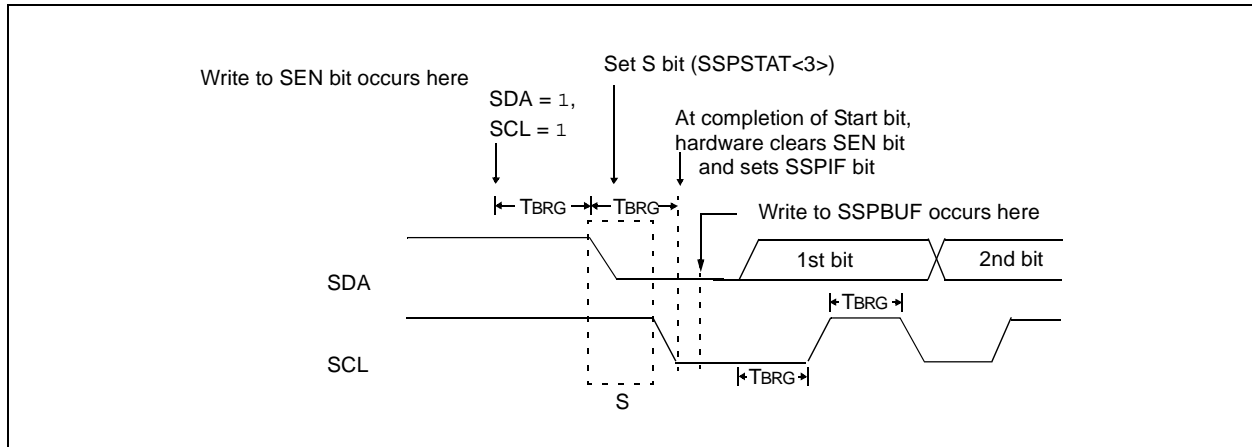 Write to SEN bit occurs here
Set S bit (SSPSTAT<3>)
SDA = 1,
SCL = 1
At completion of Start bit,
hardware clears SEN bit
and sets SSPIF bit
TBRG
TBRG
Write to SSPBUF occurs here
SDA
1st bit
2nd bit
TBRG
SCL
TBRG
S